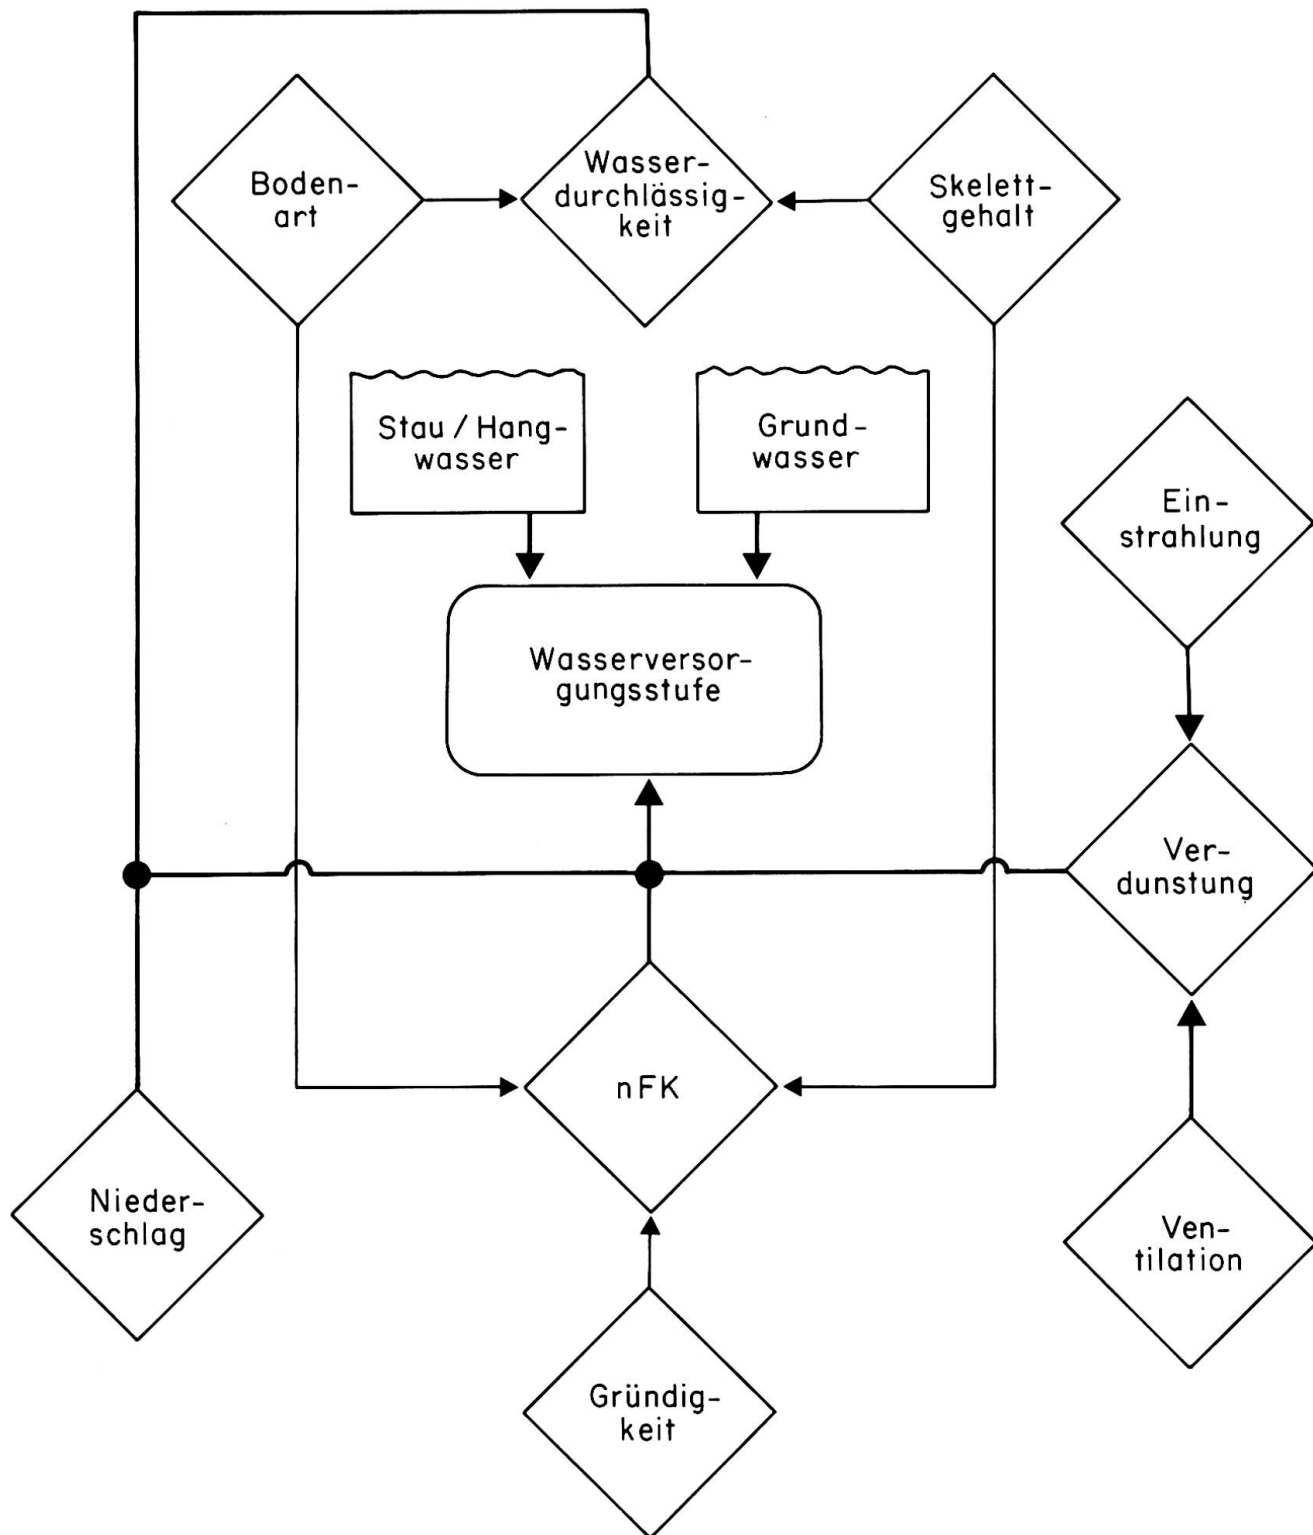 Boden-
art
Wasser-
durchlässig-
keit
Skelett-
gehalt
Stau / Hang-
wasser
Grund-
wasser
Ein-
strahlung
Wasserversor-
gungsstufe
Ver-
dunstung
nFK
Nieder-
schlag
Ven-
tilation
Gründig-
keit